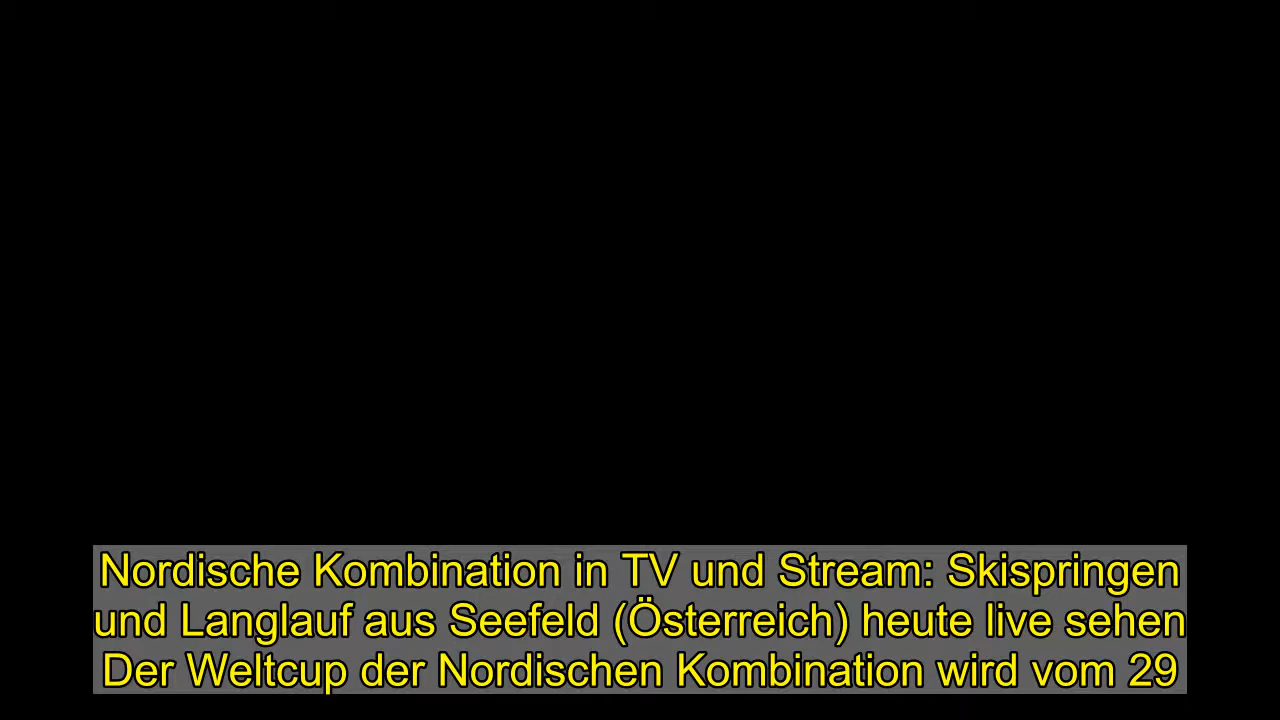 Nordische Kombination in TV und Stream: Skispringen
und Langlauf aus Seefeld (Österreich) heute live sehen
Der Weltcup der Nordischen Kombination wird vom 29